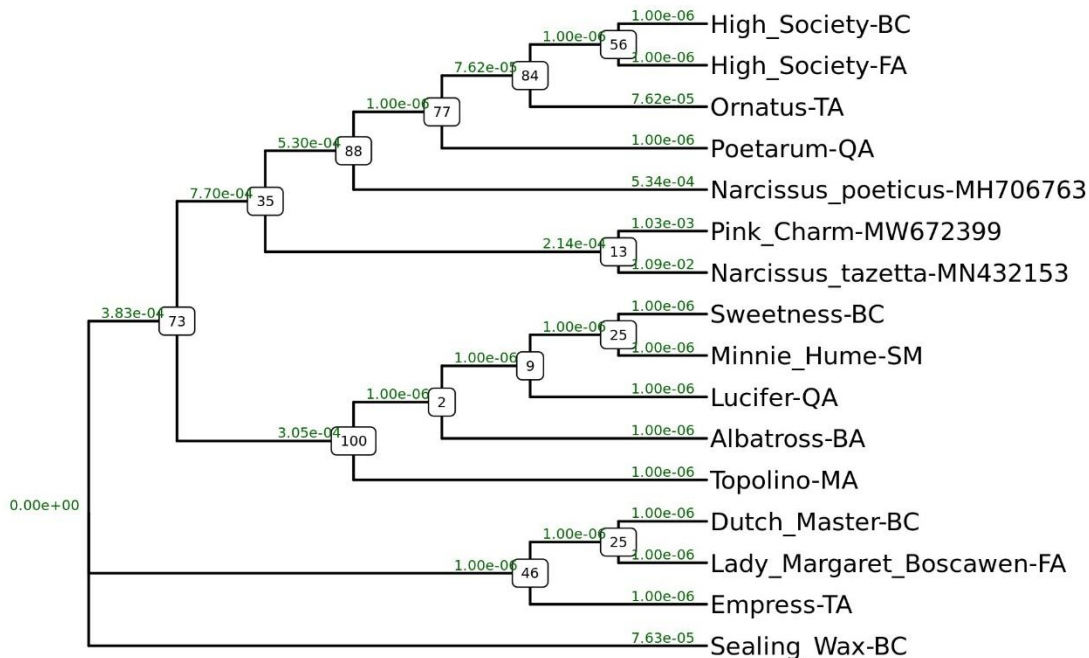 1.00e-06
High_Society-BC
1.00e-06
56
1.00e-06
High_Society-FA
7.62e-05
84
7.62e-05
Ornatus-TA
1.00e-06
77
1.00e-06
Poetarum-QA
5.30e-04
88
5.34e-04
Narcissus_poeticus-MH706763
7.70e-04
35
1.03e-03
Pink_Charm-MW672399
2.14e-04
13
1.09e-02
Narcissus_tazetta-MN432153
3.83e-04
73
1.00e-06
Sweetness-BC
1.00e-06
25
1.00e-06
Minnie_Hume-SM
1.00e-06
9
1.00e-06
Lucifer-QA
1.00e-06
2
1.00e-06
Albatross-BA
3.05e-04
100
1.00e-06
Topolino-MA
0.00e+00
1.00e-06
Dutch_Master-BC
1.00e-06
25
1.00e-06
Lady_Margaret_Boscawen-FA
1.00e-06
46
1.00e-06
Empress-TA
7.63e-05
Sealing_Wax-BC